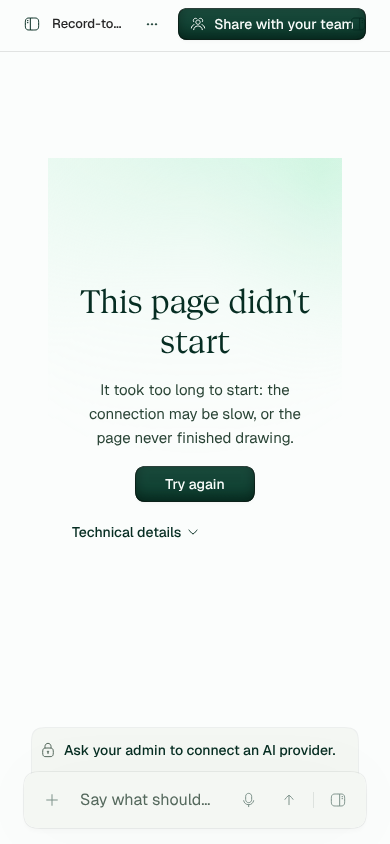 Record-to...
Share with your team
This page didn't
start
It took too long to start: the
connection may be slow, or the
page never finished drawing.
Try again
Technical details
Ask your admin to connect an AI provider.
Say what should...